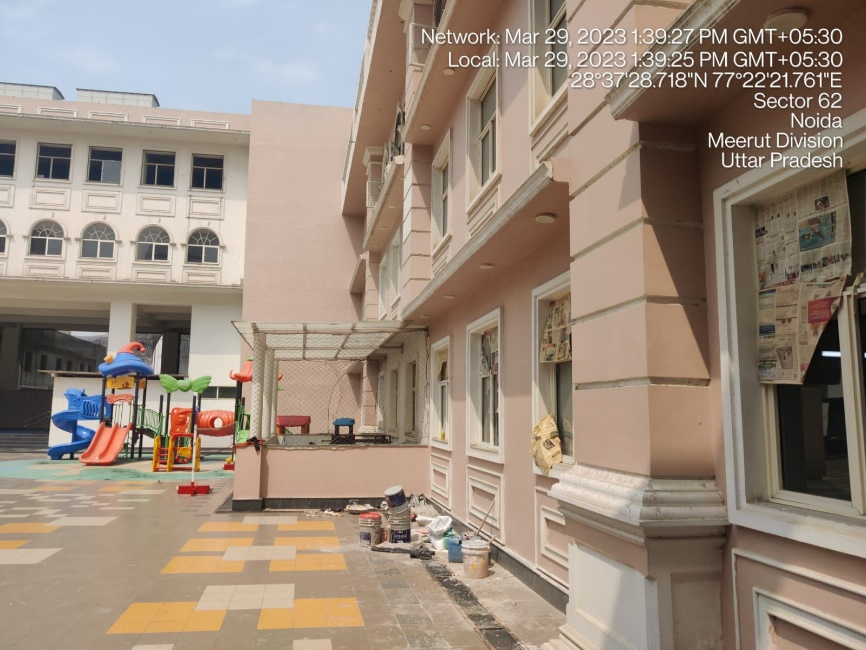 Network: Mar 29, 2023 1:39:27 PM GMT+05:30
Local: Mar 29, 2023 1:39:25 PM GMT+05:30
28°37'28.718"N 77°22'21.761"E
Sector 62
Noida
Meerut Division
Uttar Pradesh